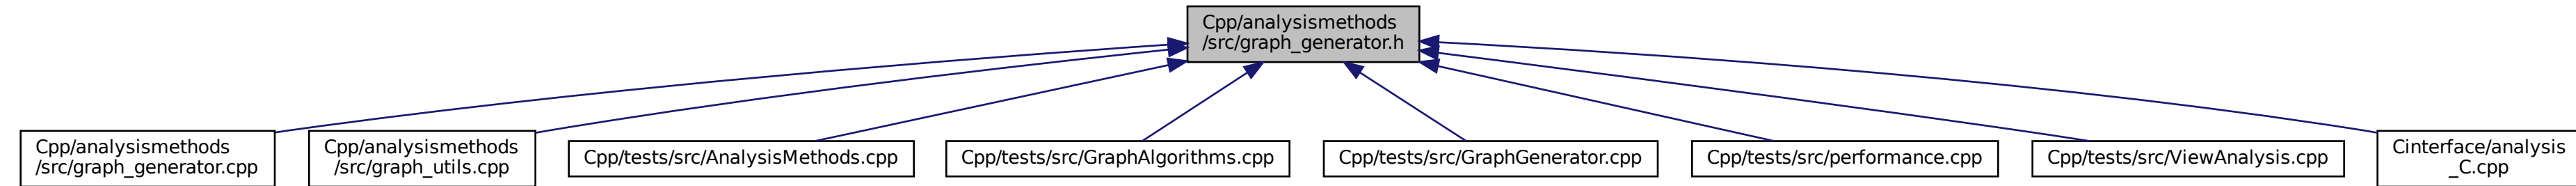 Cpp/analysismethods
/src/graph_generator.h
Cpp/analysismethods
/src/graph_generator.cpp
Cpp/analysismethods
/src/graph_utils.cpp
Cpp/tests/src/AnalysisMethods.cpp
Cpp/tests/src/GraphAlgorithms.cpp
Cpp/tests/src/GraphGenerator.cpp
Cpp/tests/src/performance.cpp
Cpp/tests/src/ViewAnalysis.cpp
Cinterface/analysis
_C.cpp